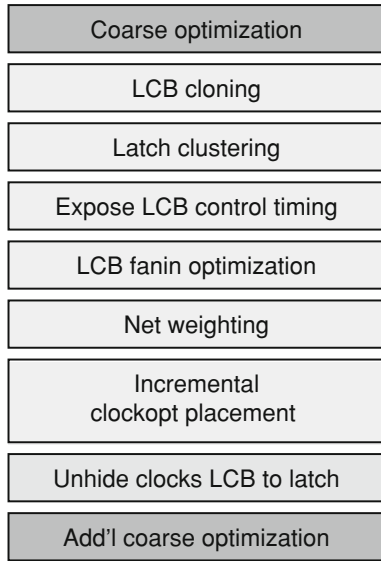 Coarse optimization
LCB cloning
Latch clustering
Expose LCB control timing
LCB fanin optimization
Net weighting
Incremental
clockopt placement
Unhide clocks LCB to latch
Add'l coarse optimization